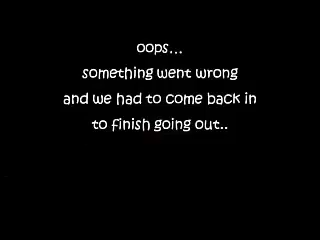 oops...
something went wrong
and we had to come back in
to finish going out..